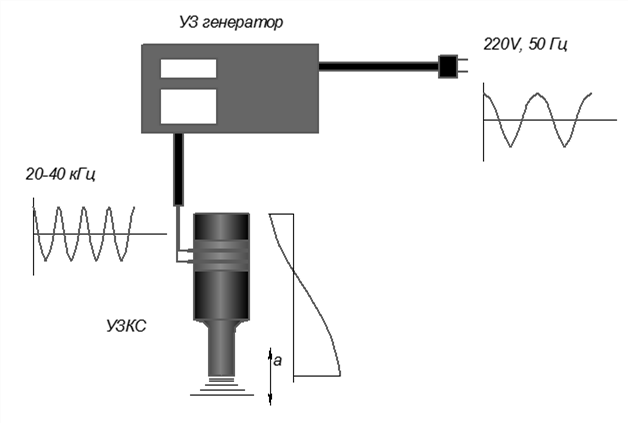 УЗ генератор
220V, 50 Гц
20-40 кГц
УЗКС
a